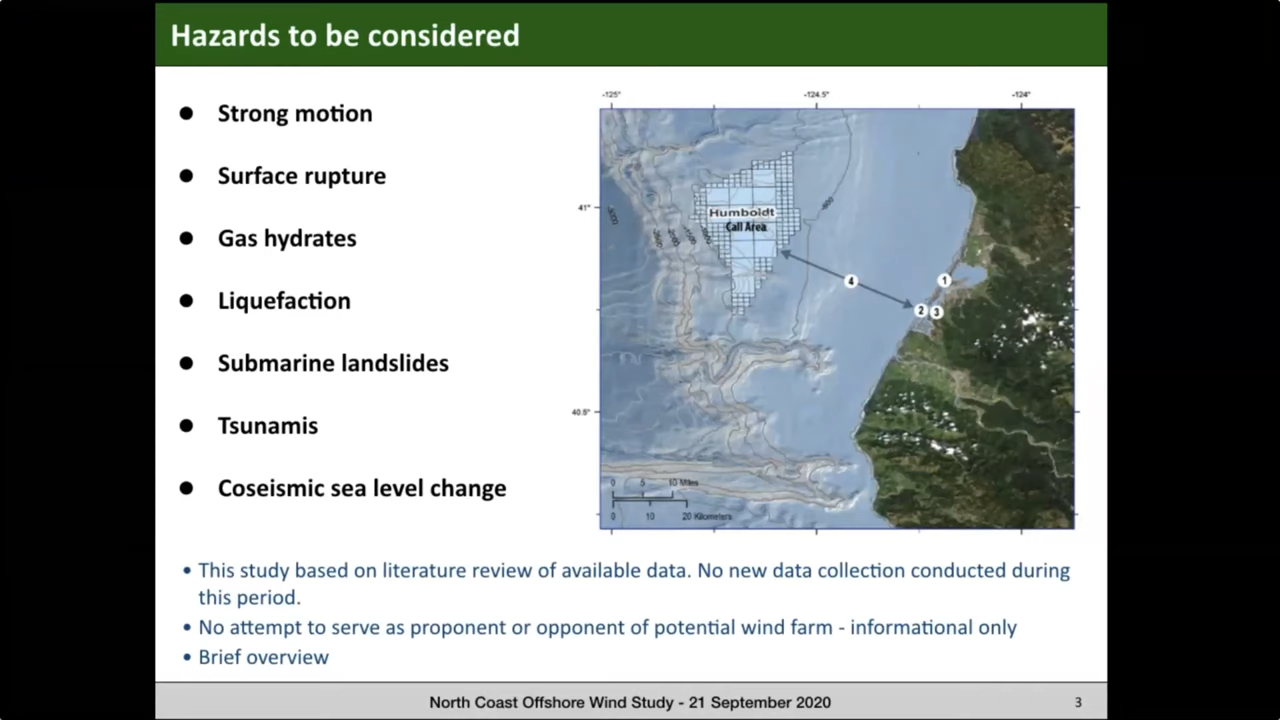 Hazards to be considered
● Strong motion
● Surface rupture
● Gas hydrates
● Liquefaction
● Submarine landslides
● Tsunamis
● Coseismic sea level change
-125° -124.5° -124°
41°
40.5°
Humboldt
Call Area
4
1
2 3
0 5 10 Miles
0 10 20 Kilometers
• This study based on literature review of available data. No new data collection conducted during
this period.
• No attempt to serve as proponent or opponent of potential wind farm - informational only
• Brief overview
North Coast Offshore Wind Study - 21 September 2020
3